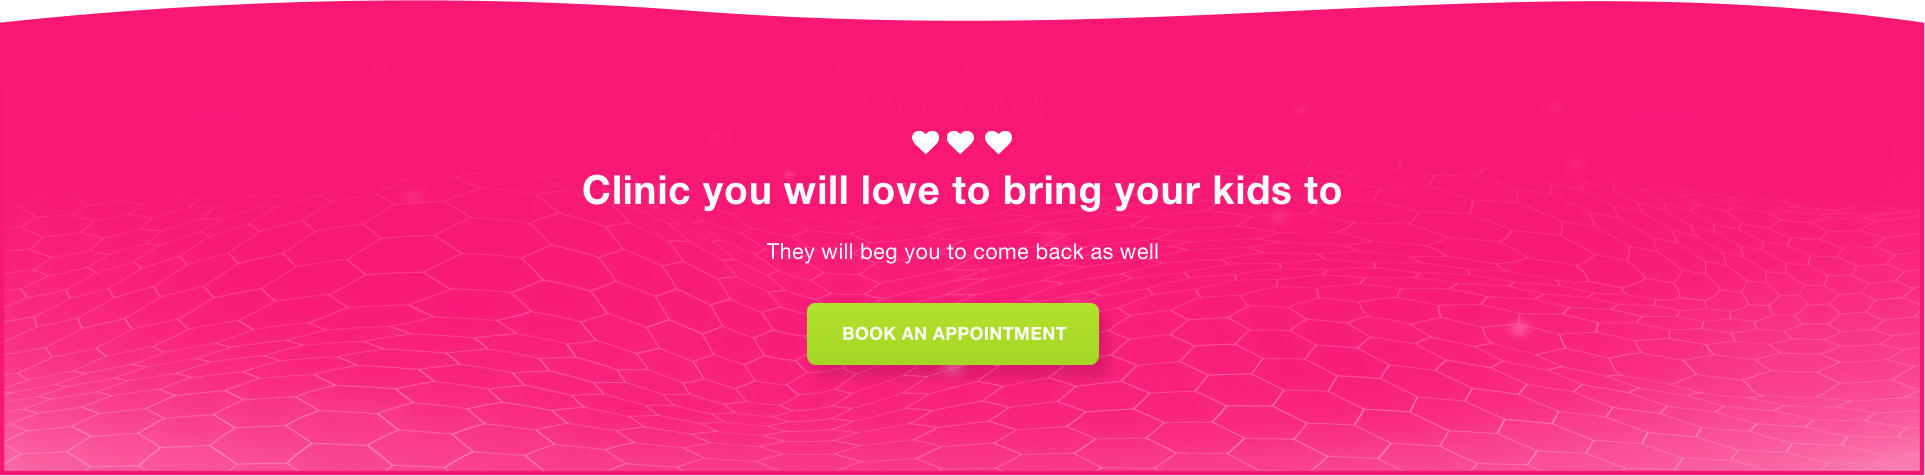 BACKGROUND
Clinic you will love to bring your kids to
They will beg you to come back as well
BOOK AN APPOINTMENT